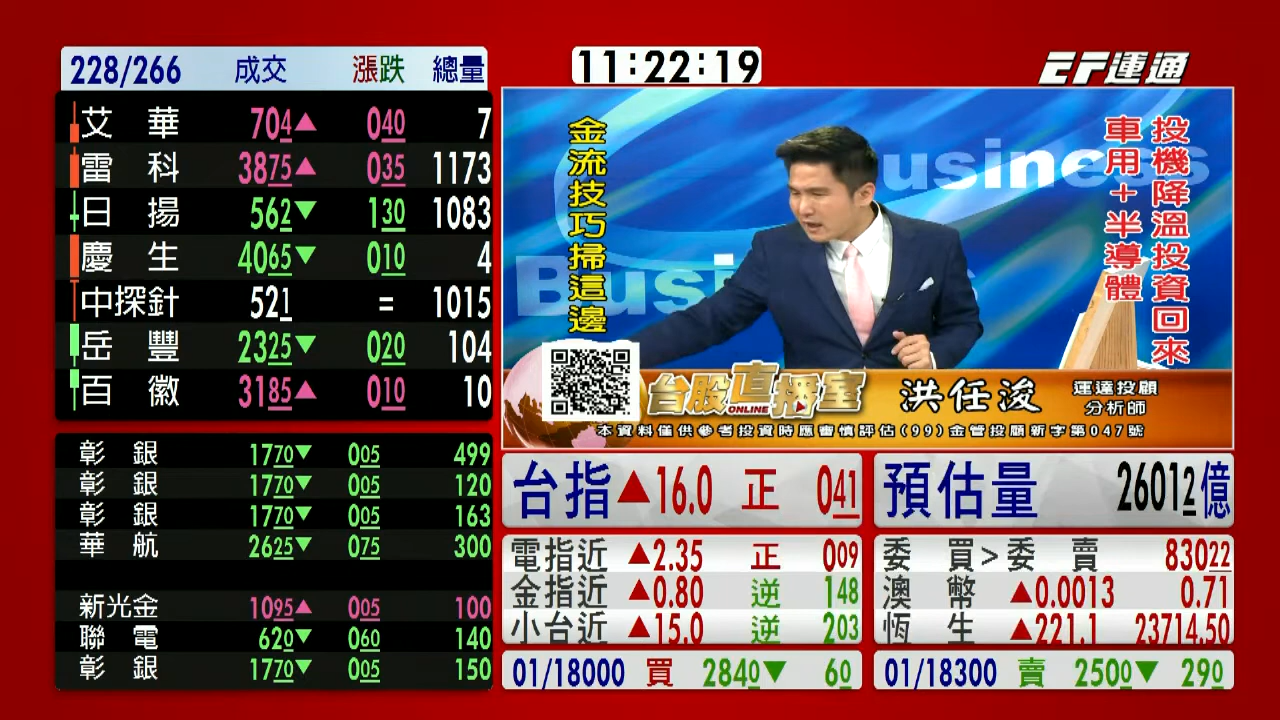 228/266 成交 漲跌 總量
艾華 704▲ 040 7
雷科 3875▲ 035 1173
日揚 562▼ 130 1083
慶生 4065▼ 010 4
中探針 521 = 1015
岳豐 2325▼ 020 104
百徽 3185▲ 010 10
彰銀 1770▼ 005 499
彰銀 1770▼ 005 120
彰銀 1770▼ 005 163
華航 2625▼ 075 300
新光金 1095▲ 005 100
聯電 620▼ 060 140
彰銀 1770▼ 005 150
11:22:19
EF運通
Business
Business
金流技巧掃這邊
投機降溫投資回來
車用+半導體
台股直播室
ONLINE
洪任浚
運達投顧
分析師
本資料僅供參考投資時應審慎評估(99)金管投顧新字第047號
台指▲16.0 正 041
預估量 26012億
電指近▲2.35 正 009
金指近▲0.80 逆 148
小台近▲15.0 逆 203
委買>委賣 83022
澳幣▲0.0013 0.71
恆生▲221.1 23714.50
01/18000 買 2840▼ 60
01/18300 賣 2500▼ 290